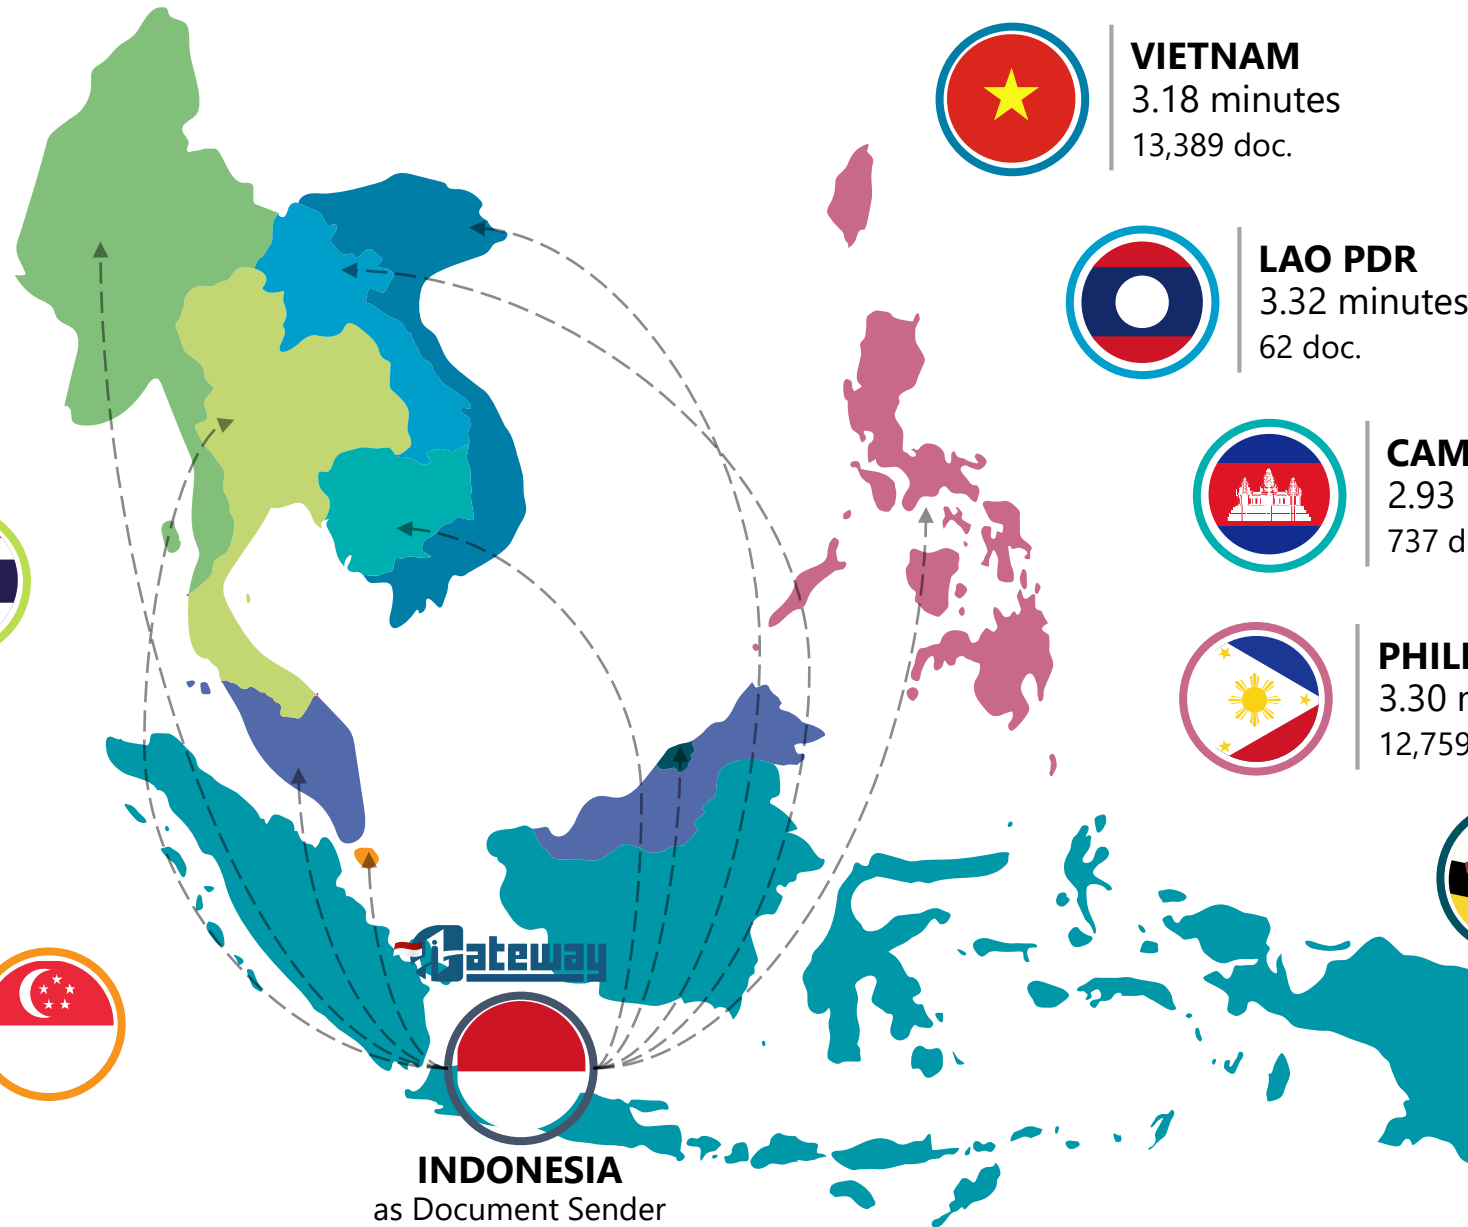 VIETNAM
3.18 minutes
13,389 doc.
LAO PDR
3.32 minutes
62 doc.
CAM
2.93
737 d
PHILI
3.30
12,759
Gateway
INDONESIA
as Document Sender